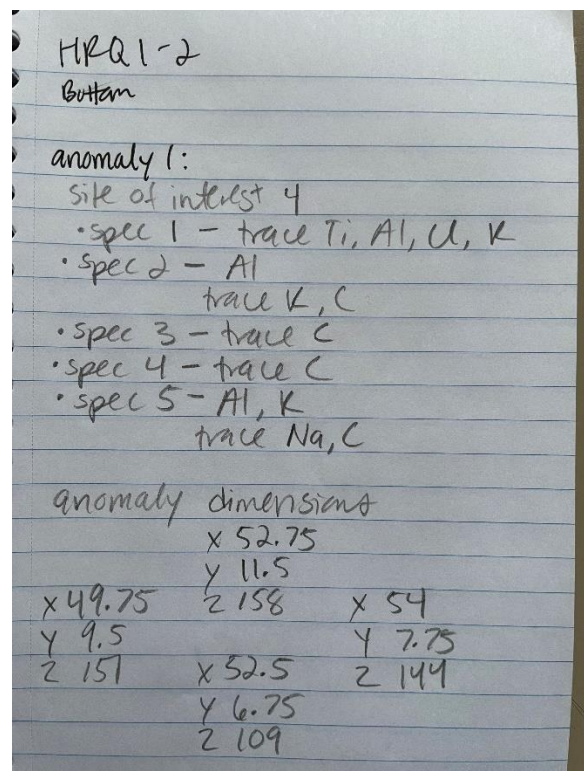 HRQ1-2
Bottom
anomaly 1:
site of interest 4
• spec 1 - trace Ti, Al, Cl, K
• spec 2 - Al
trace K, C
• spec 3 - trace C
• spec 4 - trace C
• spec 5 - Al, K
trace Na, C
anomaly dimensions
x 52.75
y 11.5
z 158
x 49.75
y 9.5
z 151
x 54
y 7.75
z 144
x 52.5
y 6.75
z 109